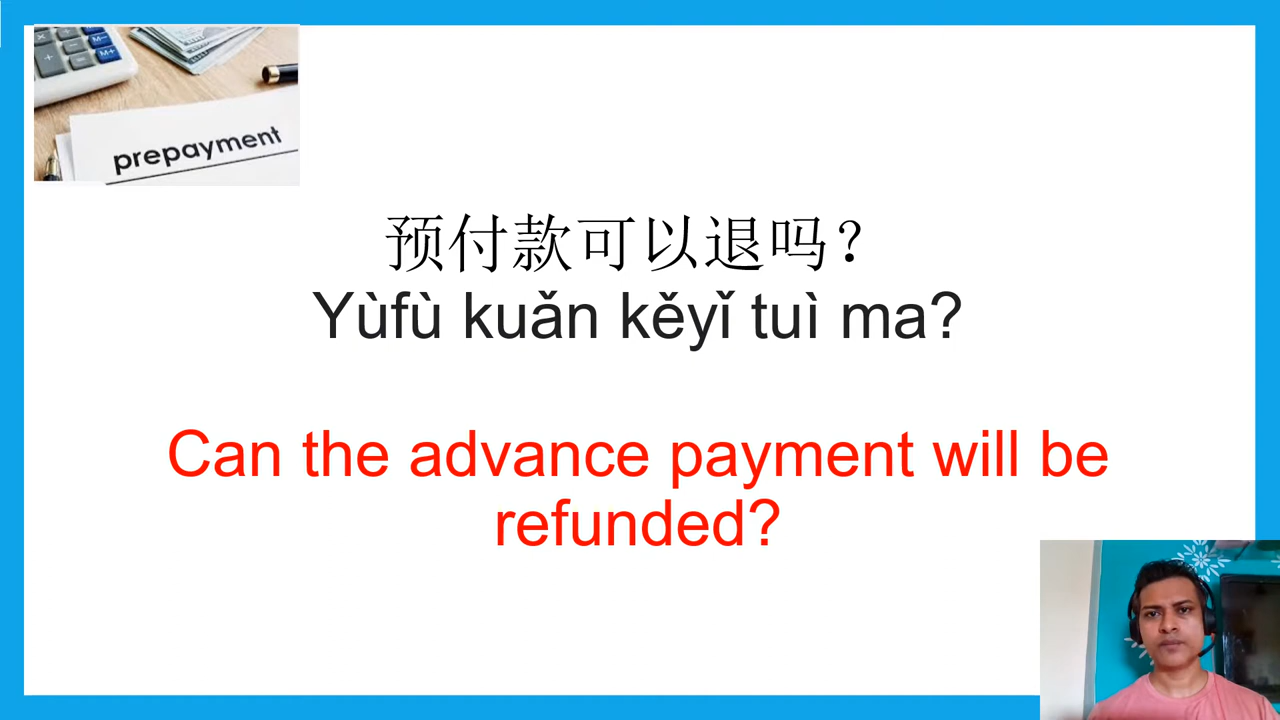 prepayment
预付款可以退吗？
Yùfù kuǎn kěyǐ tuì ma?
Can the advance payment will be
refunded?